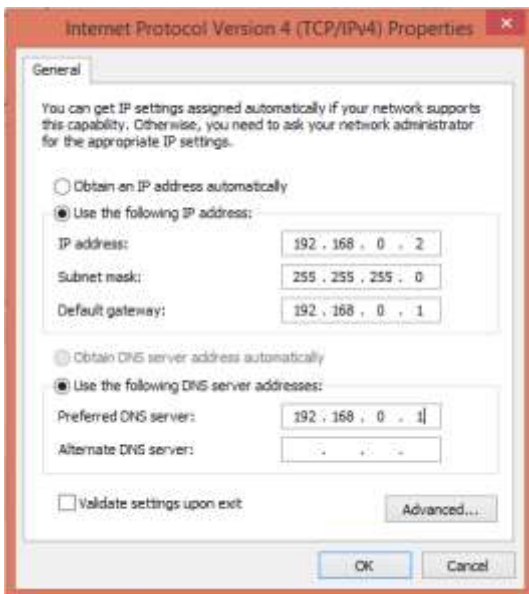 Internet Protocol Version 4 (TCP/IPv4) Properties
General
You can get IP settings assigned automatically if your network supports
this capability. Otherwise, you need to ask your network administrator
for the appropriate IP settings.
Obtain an IP address automatically
Use the following IP address:
IP address: 192 . 168 . 0 . 2
Subnet mask: 255 . 255 . 255 . 0
Default gateway: 192 . 168 . 0 . 1
Obtain DNS server address automatically
Use the following DNS server addresses:
Preferred DNS server: 192 . 168 . 0 . 1
Alternate DNS server: . . .
Validate settings upon exit
Advanced...
OK Cancel